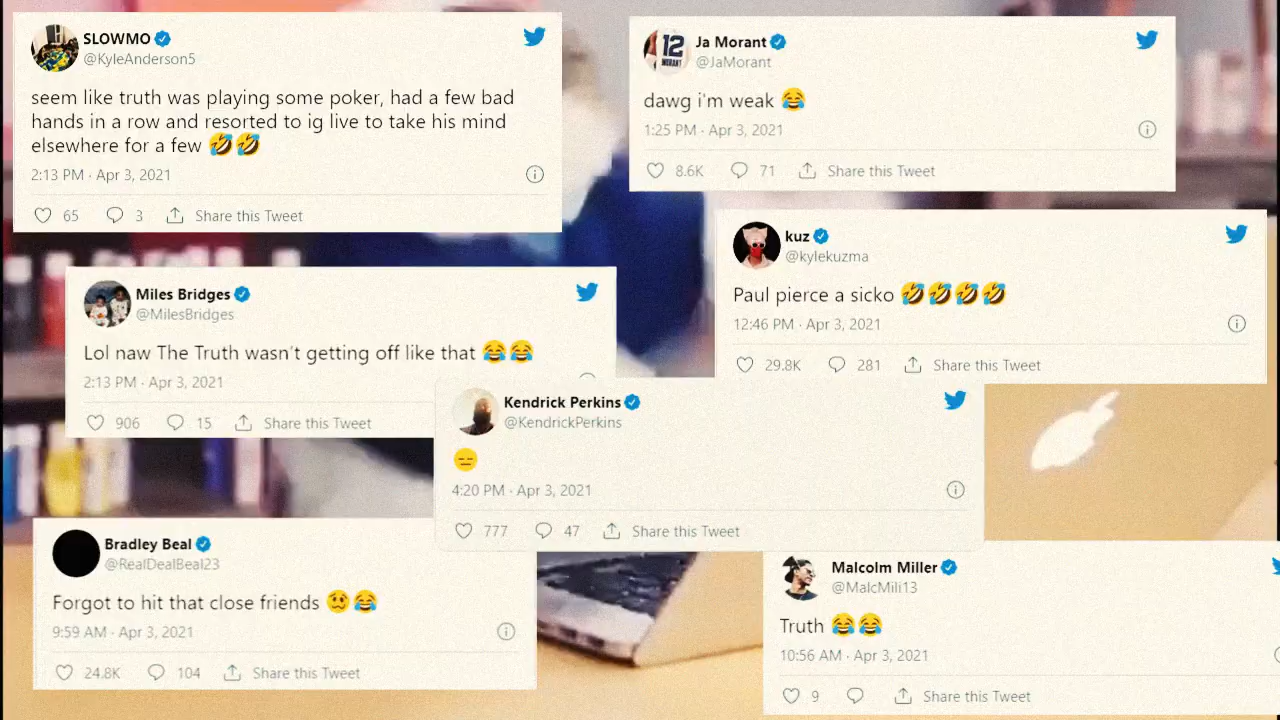 SLOWMO
@KyleAnderson5
seem like truth was playing some poker, had a few bad
hands in a row and resorted to ig live to take his mind
elsewhere for a few 🤣🤣
2:13 PM · Apr 3, 2021
65 3 Share this Tweet
Ja Morant
@JaMorant
12
MORANT
dawg i'm weak 😂
1:25 PM · Apr 3, 2021
8.6K 71 Share this Tweet
kuz
@kylekuzma
Paul pierce a sicko 🤣🤣🤣🤣
12:46 PM · Apr 3, 2021
29.8K 281 Share this Tweet
Miles Bridges
@MilesBridges
Lol naw The Truth wasn't getting off like that 😂😂
2:13 PM · Apr 3, 2021
906 15 Share this Tweet
Kendrick Perkins
@KendrickPerkins
😑
4:20 PM · Apr 3, 2021
777 47 Share this Tweet
Bradley Beal
@RealDealBeal23
Forgot to hit that close friends 🥴😂
9:59 AM · Apr 3, 2021
24.8K 104 Share this Tweet
Malcolm Miller
@MalcMili13
Truth 😂😂
10:56 AM · Apr 3, 2021
9 Share this Tweet